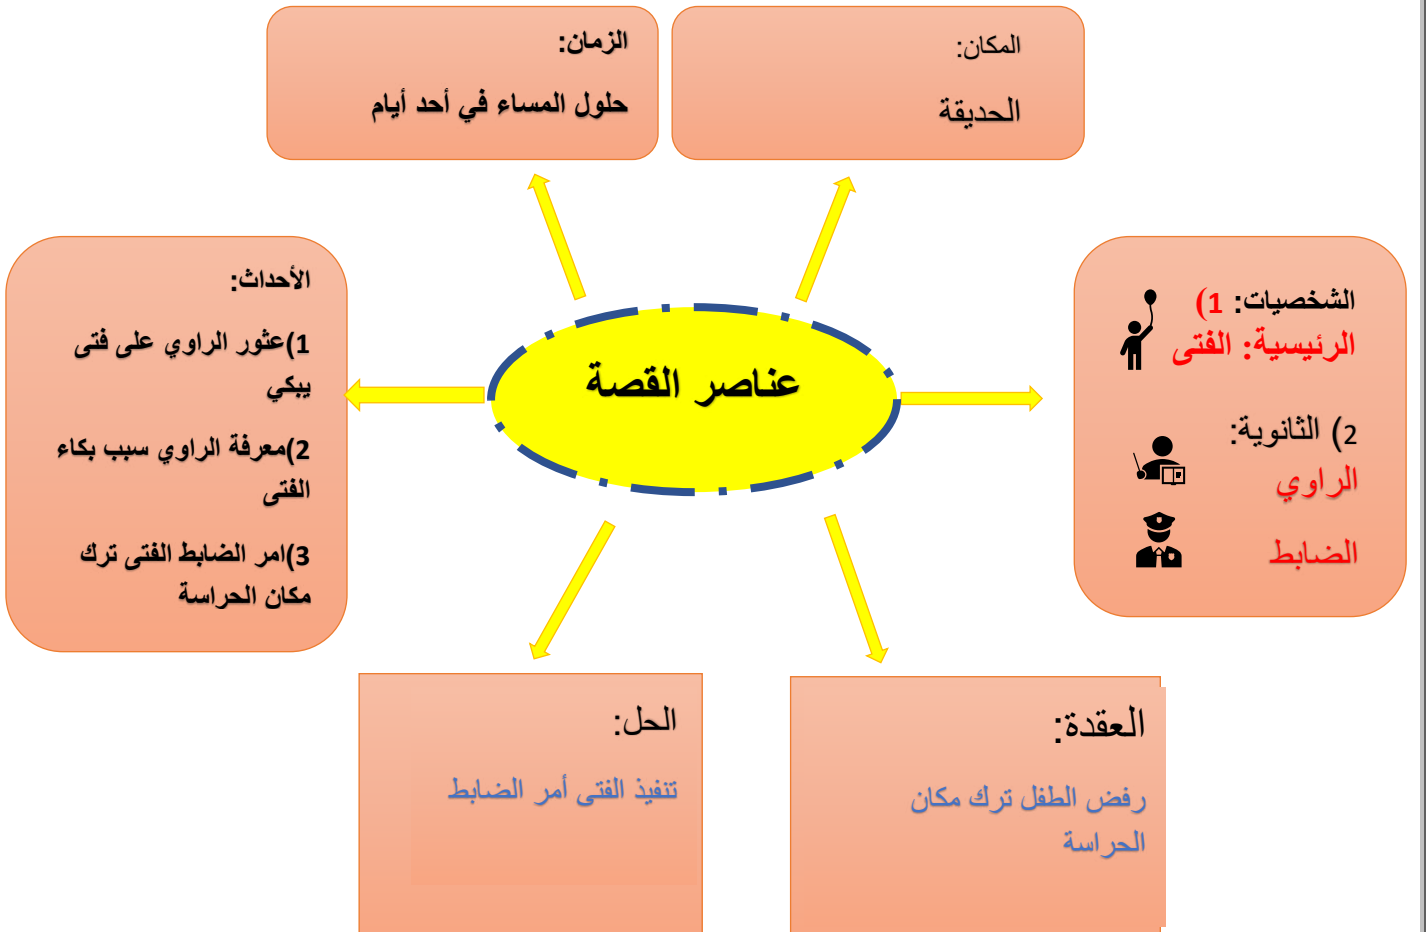 المكان:
الحديقة
الزمان:
حلول المساء في أحد أيام
عناصر القصة
الشخصيات: 1)
الرئيسية: الفتى
2) الثانوية:
الراوي
الضابط
الأحداث:
1)عثور الراوي على فتى
يبكي
2)معرفة الراوي سبب بكاء
الفتى
3)امر الضابط الفتى ترك
مكان الحراسة
العقدة:
رفض الطفل ترك مكان
الحراسة
الحل:
تنفيذ الفتى أمر الضابط